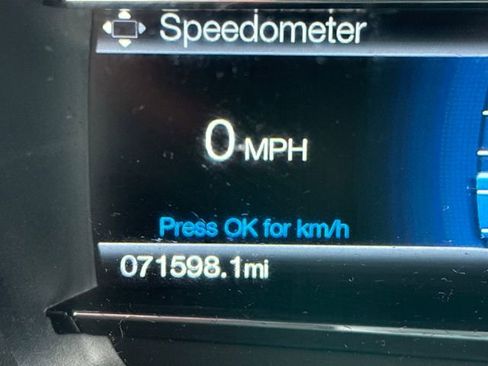 Speedometer
0 MPH
Press OK for km/h
071598.1mi